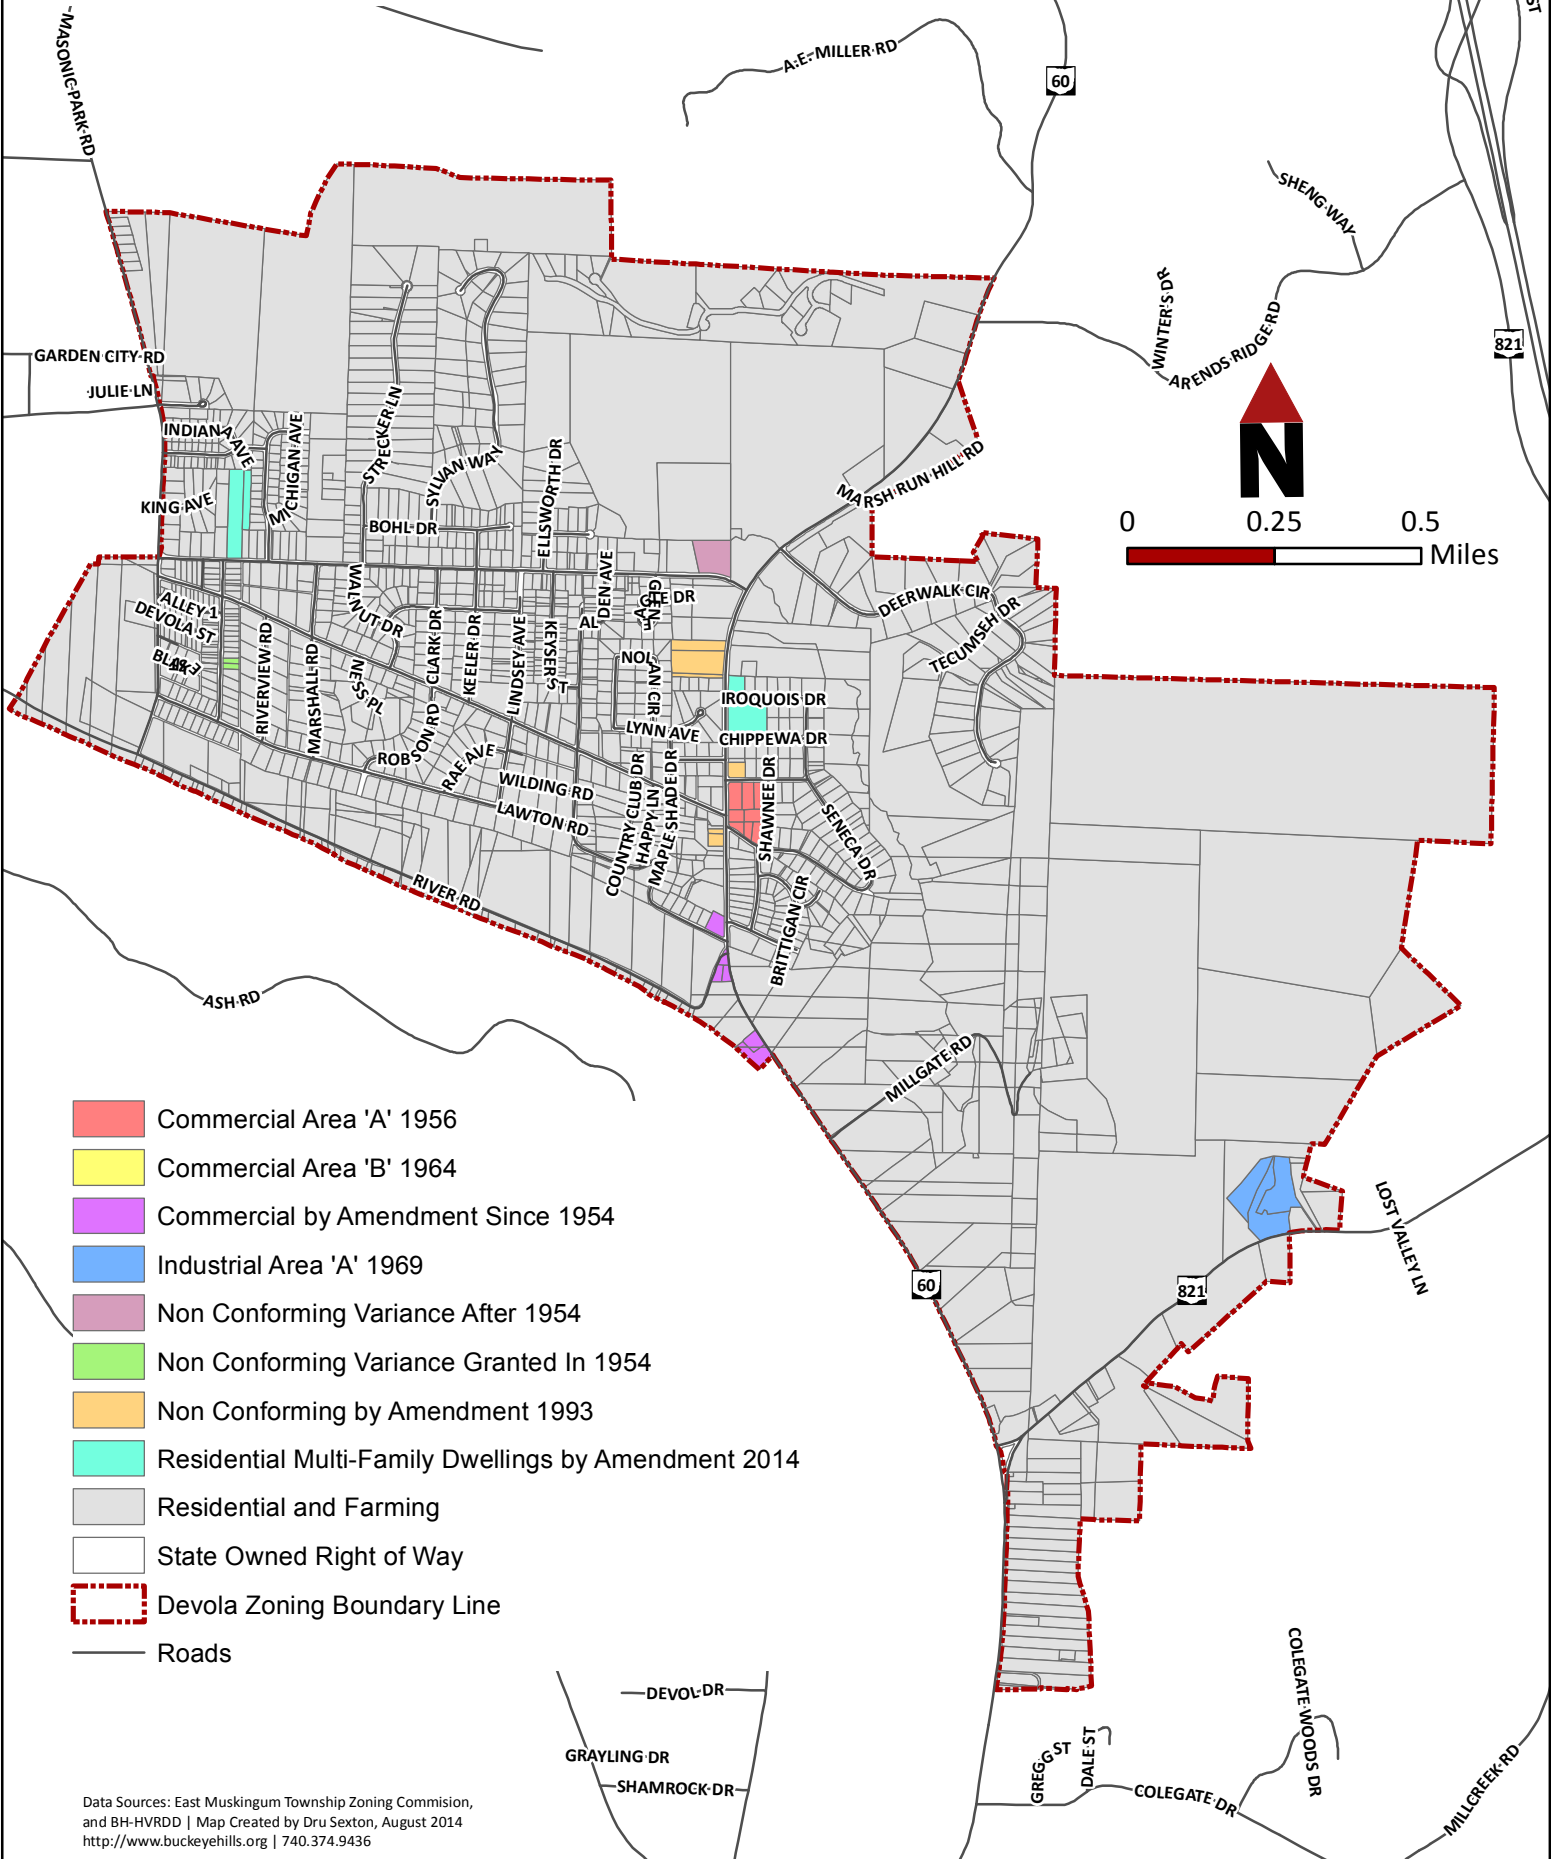 ST
MASONIC PARK RD
A.E. MILLER RD
60
SHENG WAY
WINTER'S DR
ARENDS RIDGE RD
821
GARDEN CITY RD
JULIE LN
INDIANA AVE
MICHIGAN AVE
STRECKER LN
SYLVAN WAY
ELLSWORTH DR
MARSH RUN HILL RD
N
KING AVE
BOHL DR
0 0.25 0.5
Miles
WALNUT DR
DEN AVE
DEERWALK CIR
TECUMSEH DR
ALLEY 1
DEVOLA ST
AL
RIVERVIEW RD
MARSHALL RD
NESS PL
CLARK DR
KEELER DR
LINDSEY AVE
KEYSER ST
NOLAN CIR
IROQUOIS DR
LYNN AVE
CHIPPEWA DR
ROBSON RD
RAE AVE
WILDING RD
LAWTON RD
COUNTRY CLUB DR
HAPPY LN
MAPLE SHADE DR
SHAWNEE DR
SENECA DR
BRITTIGAN CIR
RIVER RD
ASH RD
MILLGATE RD
LOST VALLEY LN
60
821
Commercial Area 'A' 1956
Commercial Area 'B' 1964
Commercial by Amendment Since 1954
Industrial Area 'A' 1969
Non Conforming Variance After 1954
Non Conforming Variance Granted In 1954
Non Conforming by Amendment 1993
Residential Multi-Family Dwellings by Amendment 2014
Residential and Farming
State Owned Right of Way
Devola Zoning Boundary Line
Roads
DEVOL DR
GRAYLING DR
SHAMROCK DR
GREGG ST
DALE ST
COLEGATE DR
COLEGATE WOODS DR
MILLCREEK RD
Data Sources: East Muskingum Township Zoning Commision,
and BH-HVRDD | Map Created by Dru Sexton, August 2014
http://www.buckeyehills.org | 740.374.9436